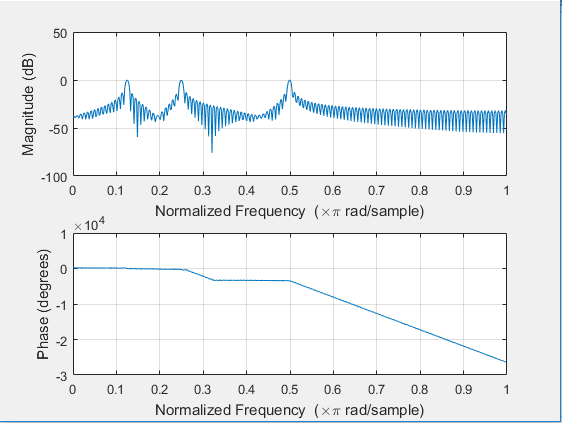 50
0
-50
-100
Magnitude (dB)
0 0.1 0.2 0.3 0.4 0.5 0.6 0.7 0.8 0.9 1
Normalized Frequency (×π rad/sample)
×10⁴
1
0
-1
-2
-3
Phase (degrees)
0 0.1 0.2 0.3 0.4 0.5 0.6 0.7 0.8 0.9 1
Normalized Frequency (×π rad/sample)